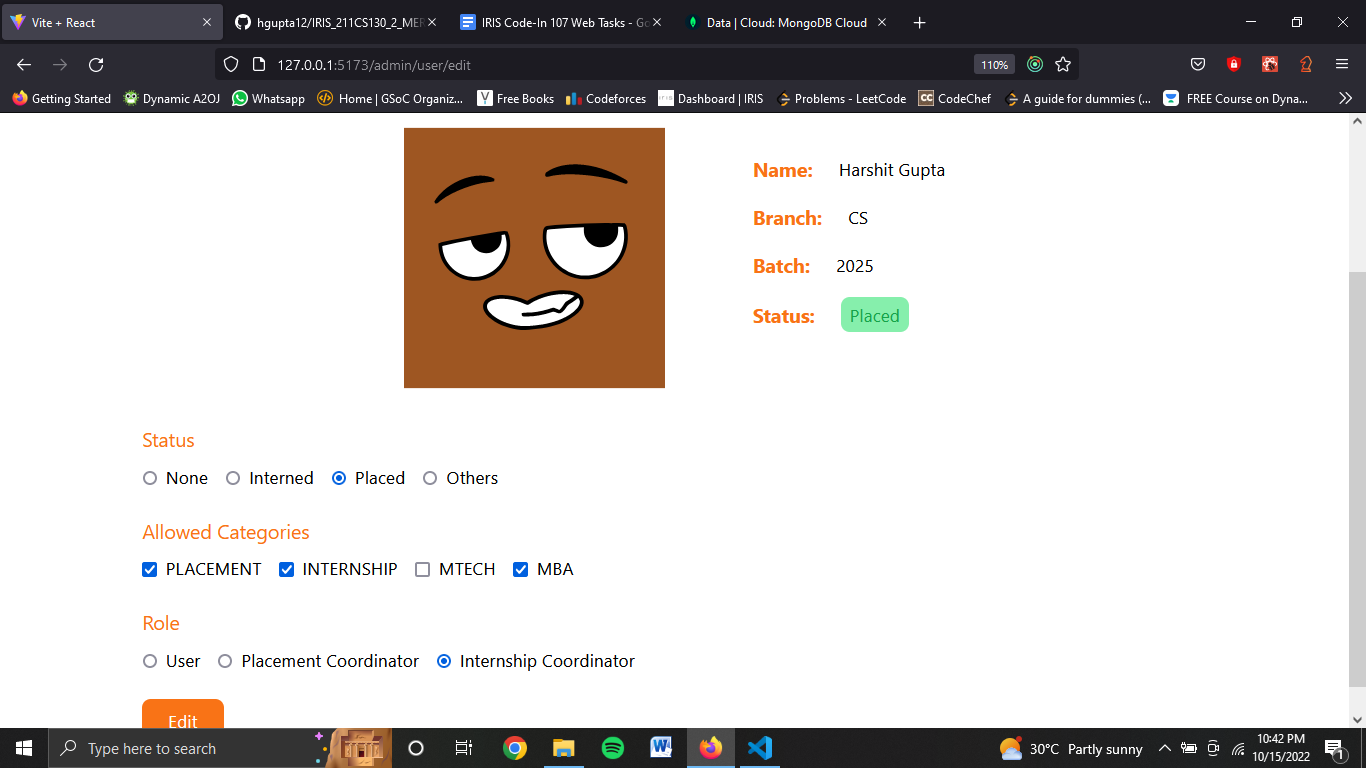 Vite + React
hgupta12/IRIS_211CS130_2_MER
IRIS Code-In 107 Web Tasks - Go
Data | Cloud: MongoDB Cloud
127.0.0.1:5173/admin/user/edit
110%
Getting Started
Dynamic A2OJ
Whatsapp
Home | GSoC Organiz...
Free Books
Codeforces
Dashboard | IRIS
Problems - LeetCode
CodeChef
A guide for dummies (...
FREE Course on Dyna...
Name: Harshit Gupta
Branch: CS
Batch: 2025
Status: Placed
Status
None Interned Placed Others
Allowed Categories
PLACEMENT INTERNSHIP MTECH MBA
Role
User Placement Coordinator Internship Coordinator
Edit
Type here to search
30°C Partly sunny
10:42 PM
10/15/2022
1